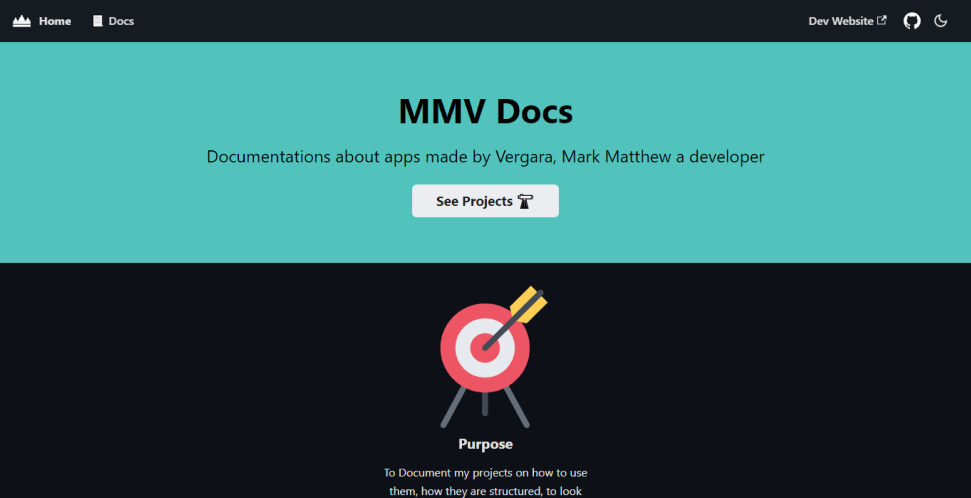 Home Docs Dev Website
MMV Docs
Documentations about apps made by Vergara, Mark Matthew a developer
See Projects
Purpose
To Document my projects on how to use
them, how they are structured, to look